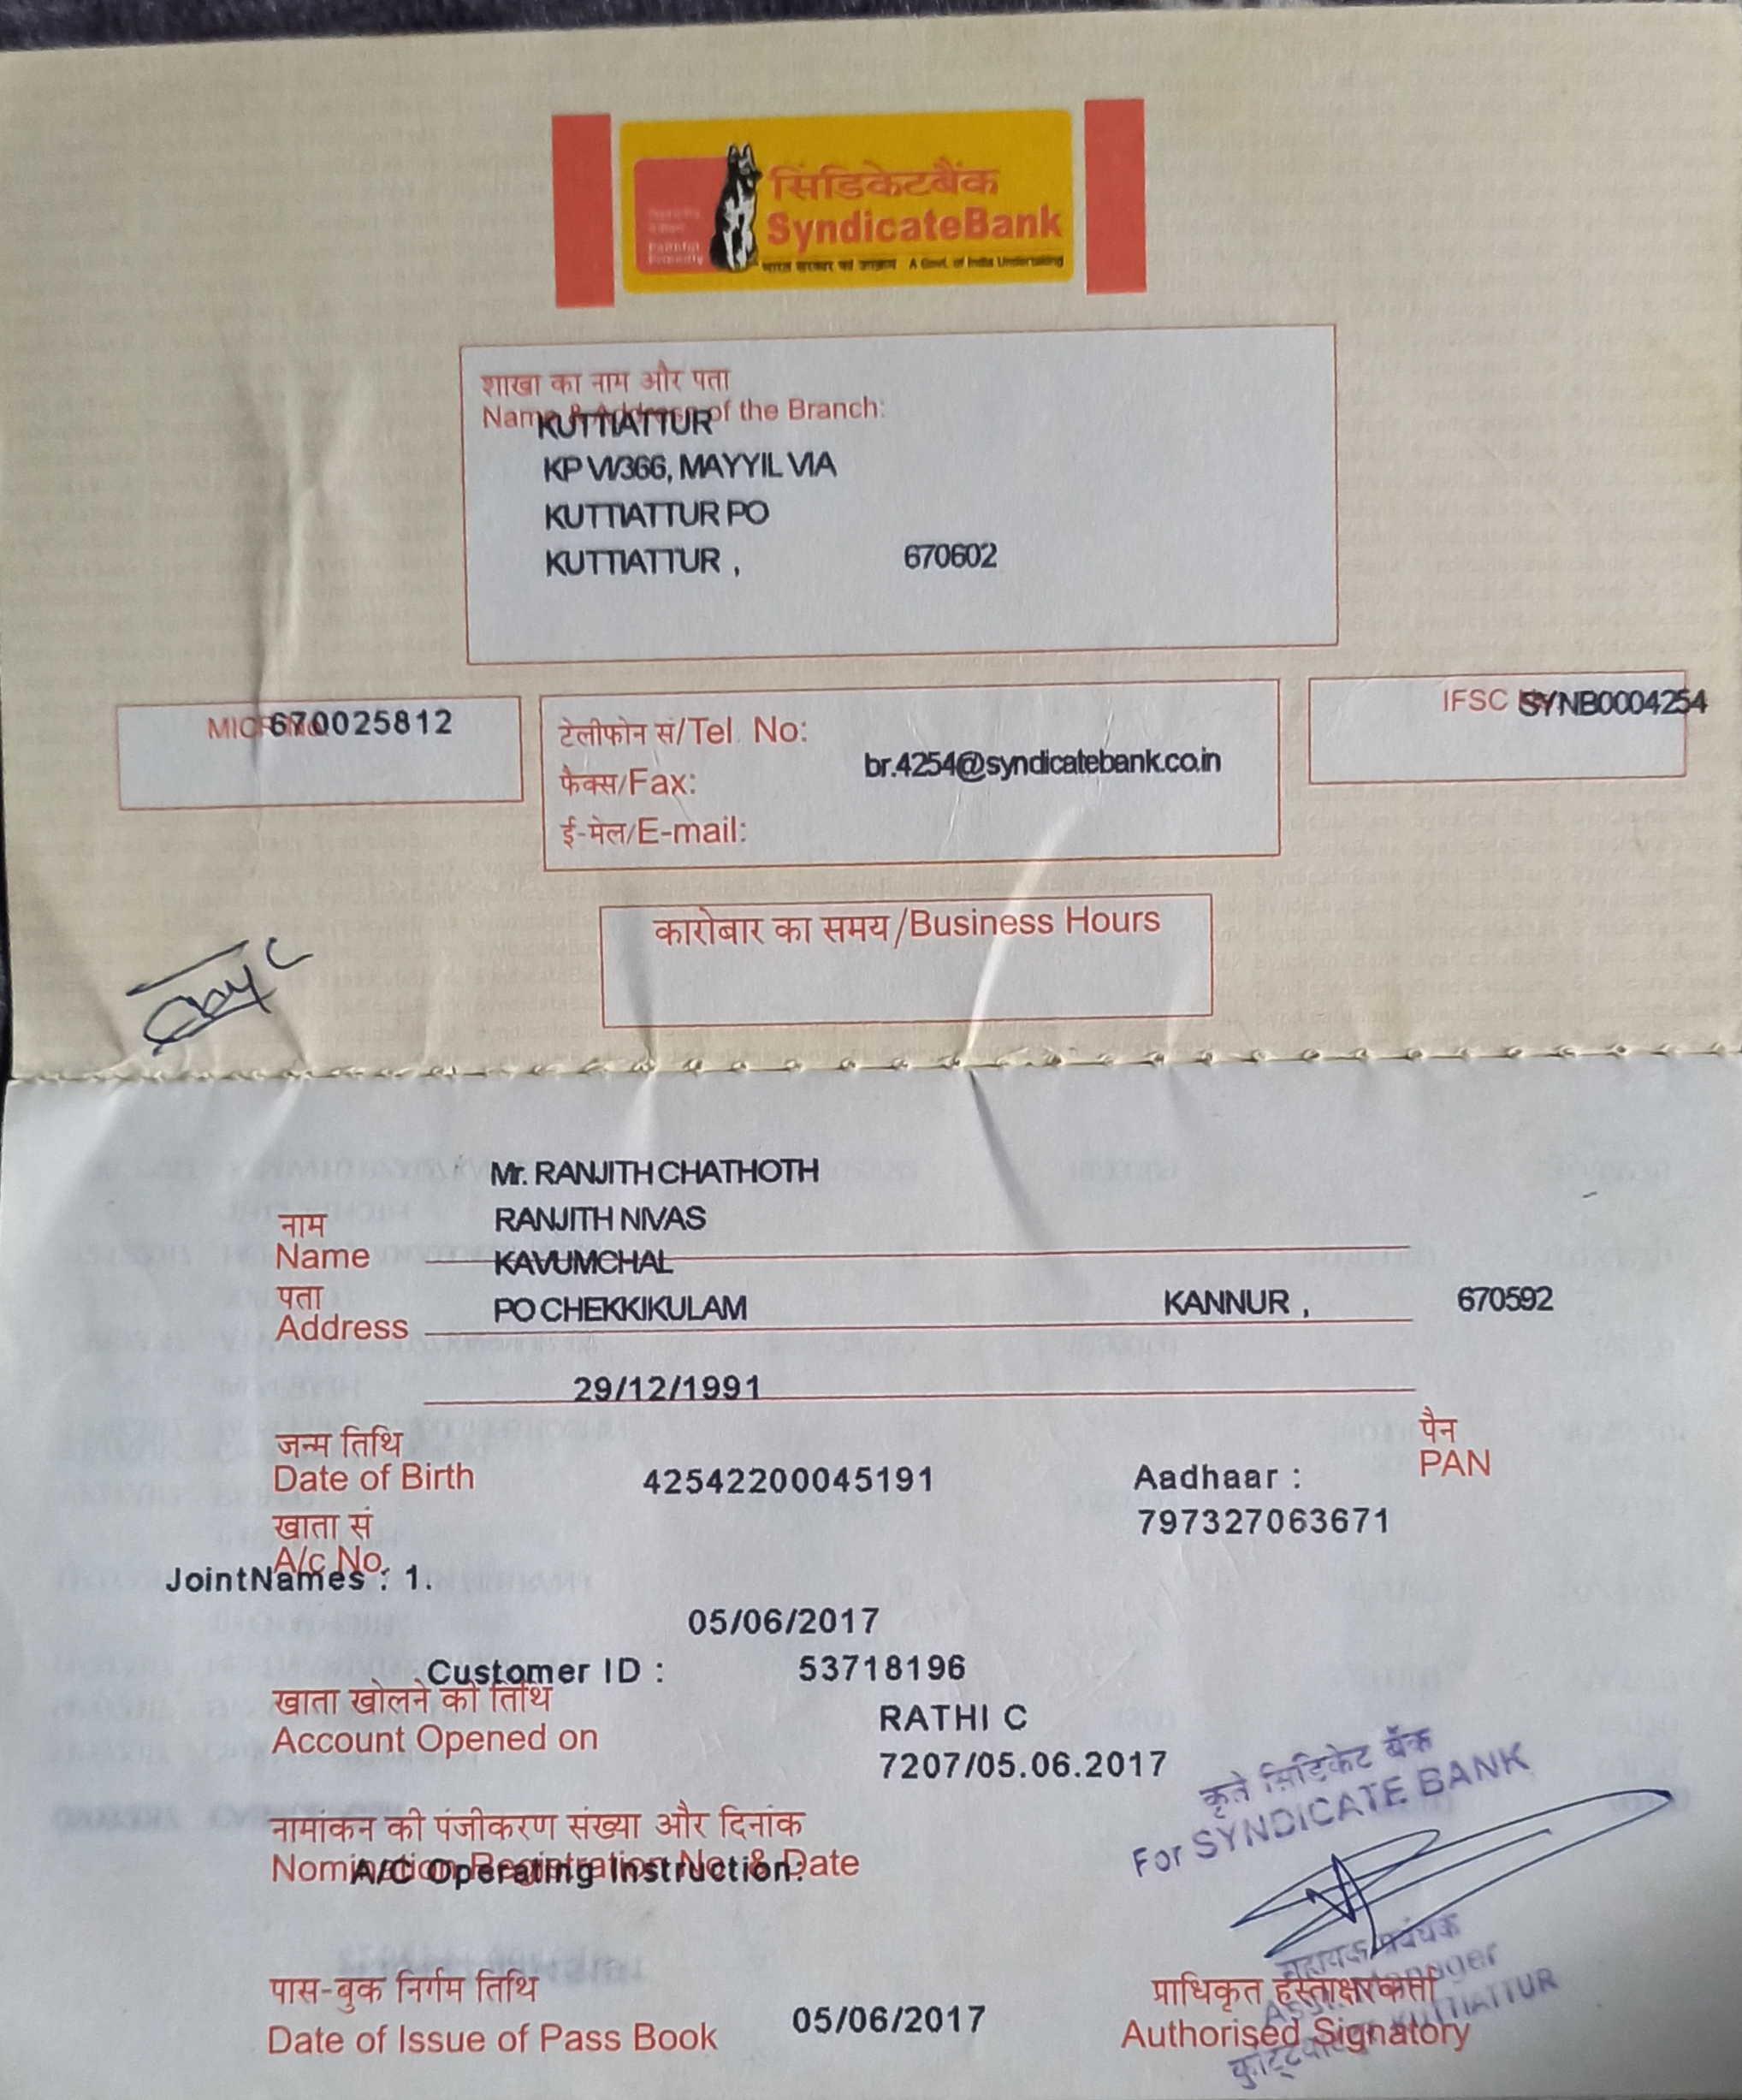 सिंडिकेटबैंक
SyndicateBank
भारत सरकार का उपक्रम A Govt. of India Undertaking
Faithful
Friendly
शाखा का नाम और पता
Name & Address of the Branch:
KUTTIATTUR
KP VI/366, MAYYIL VIA
KUTTIATTUR PO
KUTTIATTUR , 670602
MICR No. 670025812
टेलीफोन सं/Tel. No:
br.4254@syndicatebank.co.in
फैक्स/Fax:
ई-मेल/E-mail:
IFSC SYNB0004254
कारोबार का समय/Business Hours
Mr. RANJITH CHATHOTH
नाम RANJITH NIVAS
Name KAVUMCHAL
पता
Address PO CHEKKIKULAM KANNUR , 670592
29/12/1991
जन्म तिथि पैन
Date of Birth 42542200045191 Aadhaar : PAN
खाता सं 797327063671
A/c No.
JointNames : 1.
05/06/2017
Customer ID : 53718196
खाता खोलने की तिथि
RATHI C
Account Opened on
7207/05.06.2017
कृते सिंडिकेट बैंक
For SYNDICATE BANK
नामांकन की पंजीकरण संख्या और दिनांक
Nomination Registration No. & Date
A/C Operating Instruction:
सहायक प्रबंधक
Asst. Manager
पास-बुक निर्गम तिथि प्राधिकृत हस्ताक्षरकर्ता
Date of Issue of Pass Book 05/06/2017 Authorised Signatory
KUTTIATTUR